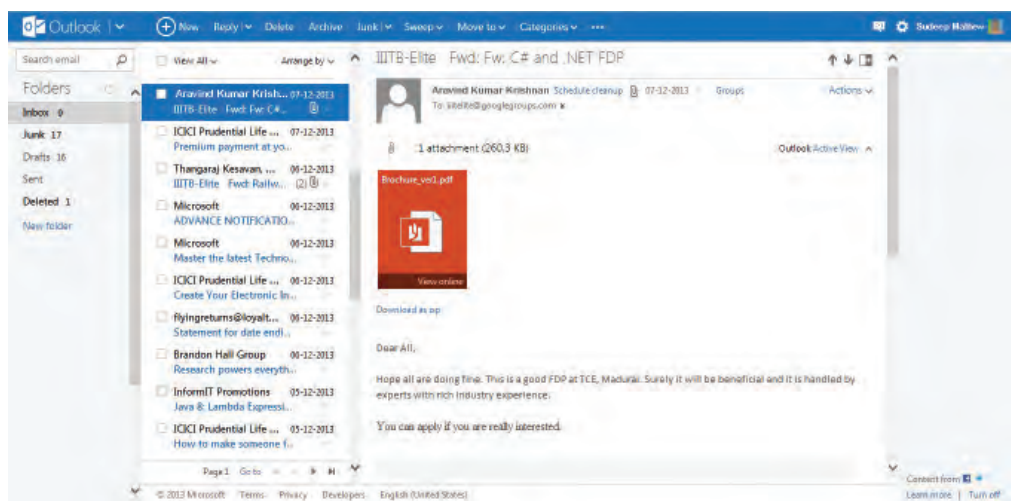 Outlook
New Reply Delete Archive Junk Sweep Move to Categories ...
Search email
Folders
Inbox 9
Junk 17
Drafts 16
Sent
Deleted 1
New folder
View: All Arrange by
Aravind Kumar Krish... 07-12-2013
IIITB-Elite Fwd: Fw: C#...
ICICI Prudential Life ... 07-12-2013
Premium payment at yo...
Thangaraj Kesavan, ... 06-12-2013
IIITB-Elite Fwd: Railw... (2)
Microsoft 06-12-2013
ADVANCE NOTIFICATIO...
Microsoft 06-12-2013
Master the latest Techno...
ICICI Prudential Life ... 06-12-2013
Create Your Electronic In...
flyingreturns@loyalt... 06-12-2013
Statement for date endi...
Brandon Hall Group 06-12-2013
Research powers everyth...
InformIT Promotions 05-12-2013
Java & Lambda Expressi...
ICICI Prudential Life ... 05-12-2013
How to make someone f...
Page 1 Go to
IIITB-Elite Fwd: Fw: C# and .NET FDP
Aravind Kumar Krishnan Schedule cleanup 07-12-2013 Groups Actions
1 attachment (260.3 KB) Outlook Active View
Brochure_ver1.pdf
View online
Download as zip
Dear All,
Hope all are doing fine. This is a good FDP at TCE, Madurai. Surely it will be beneficial and it is handled by
experts with rich industry experience.
You can apply if you are really interested.
Content from
Learn more Turn off
© 2013 Microsoft Terms Privacy Developers English (United States)